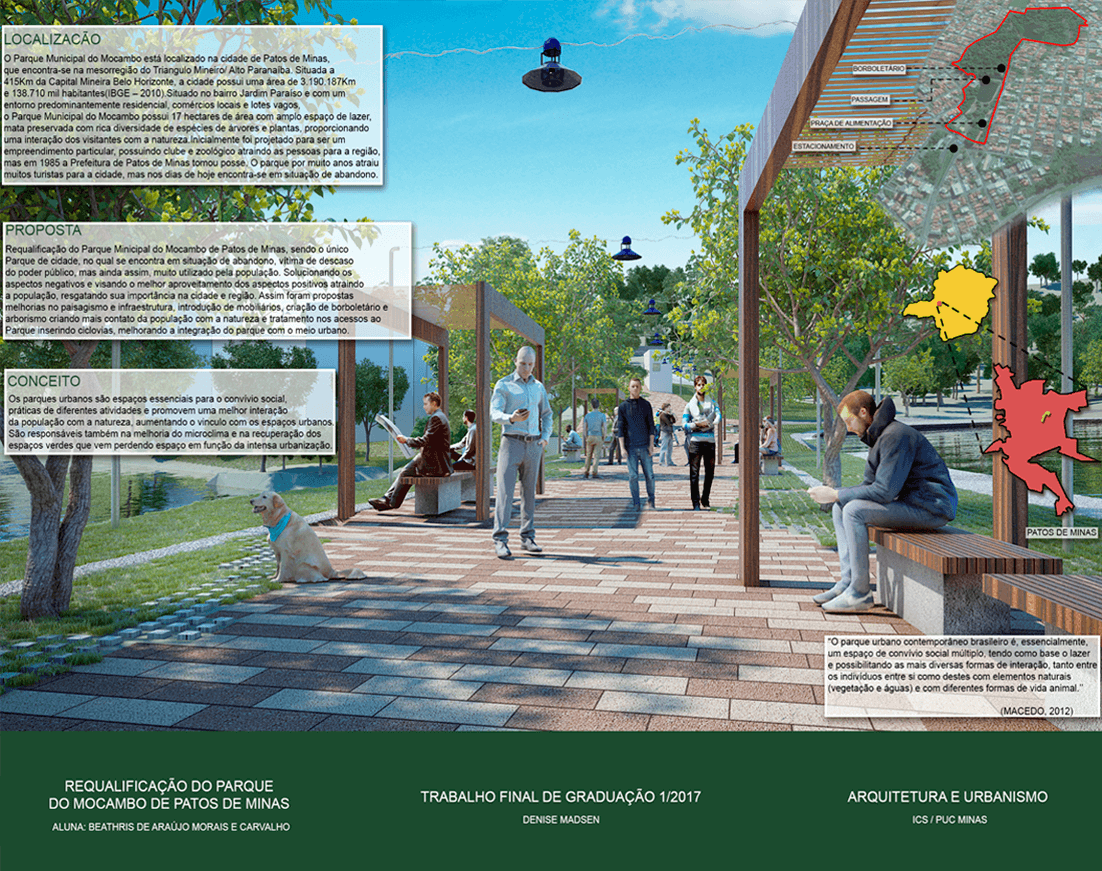 LOCALIZAÇÃO
O Parque Municipal do Mocambo está localizado na cidade de Patos de Minas,
que encontra-se na mesorregião do Triangulo Mineiro/ Alto Paranaíba. Situada a
415Km da Capital Mineira Belo Horizonte, a cidade possui uma área de 3.190.187Km
e 138.710 mil habitantes(IBGE – 2010).Situado no bairro Jardim Paraíso e com um
entorno predominantemente residencial, comércios locais e lotes vagos,
o Parque Municipal do Mocambo possui 17 hectares de área com amplo espaço de lazer,
mata preservada com rica diversidade de espécies de árvores e plantas, proporcionando
uma interação dos visitantes com a natureza.Inicialmente foi projetado para ser um
empreendimento particular, possuindo clube e zoológico atraindo as pessoas para a região,
mas em 1985 a Prefeitura de Patos de Minas tornou posse. O parque por muito anos atraiu
muitos turistas para a cidade, mas nos dias de hoje encontra-se em situação de abandono.
PROPOSTA
Requalificação do Parque Minicipal do Mocambo de Patos de Minas, sendo o único
Parque de cidade, no qual se encontra em situação de abandono, vítima de descaso
do poder público, mas ainda assim, muito utilizado pela população. Solucionando os
aspectos negativos e visando o melhor aproveitamento dos aspectos positivos atraindo
a população, resgatando sua importância na cidade e região. Assim foram propostas
melhorias no paisagismo e infraestrutura, introdução de mobiliários, criação de borboletário e
arborismo criando mais contato da população com a natureza e tratamento nos acessos ao
Parque inserindo ciclovias, melhorando a integração do parque com o meio urbano.
CONCEITO
Os parques urbanos são espaços essenciais para o convívio social,
práticas de diferentes atividades e promovem uma melhor interação
da população com a natureza, aumentando o vinculo com os espaços urbanos.
São responsáveis também na melhoria do microclima e na recuperação dos
espaços verdes que vem perdendo espaço em função da intensa urbanização.
BORBOLETÁRIO
PASSAGEM
PRAÇA DE ALIMENTAÇÃO
ESTACIONAMENTO
PATOS DE MINAS
"O parque urbano contemporâneo brasileiro é, essencialmente,
um espaço de convívio social múltiplo, tendo como base o lazer
e possibilitando as mais diversas formas de interação, tanto entre
os indivíduos entre si como destes com elementos naturais
(vegetação e águas) e com diferentes formas de vida animal."
(MACEDO, 2012)
REQUALIFICAÇÃO DO PARQUE
DO MOCAMBO DE PATOS DE MINAS
ALUNA: BEATHRIS DE ARAÚJO MORAIS E CARVALHO
TRABALHO FINAL DE GRADUAÇÃO 1/2017
DENISE MADSEN
ARQUITETURA E URBANISMO
ICS / PUC MINAS